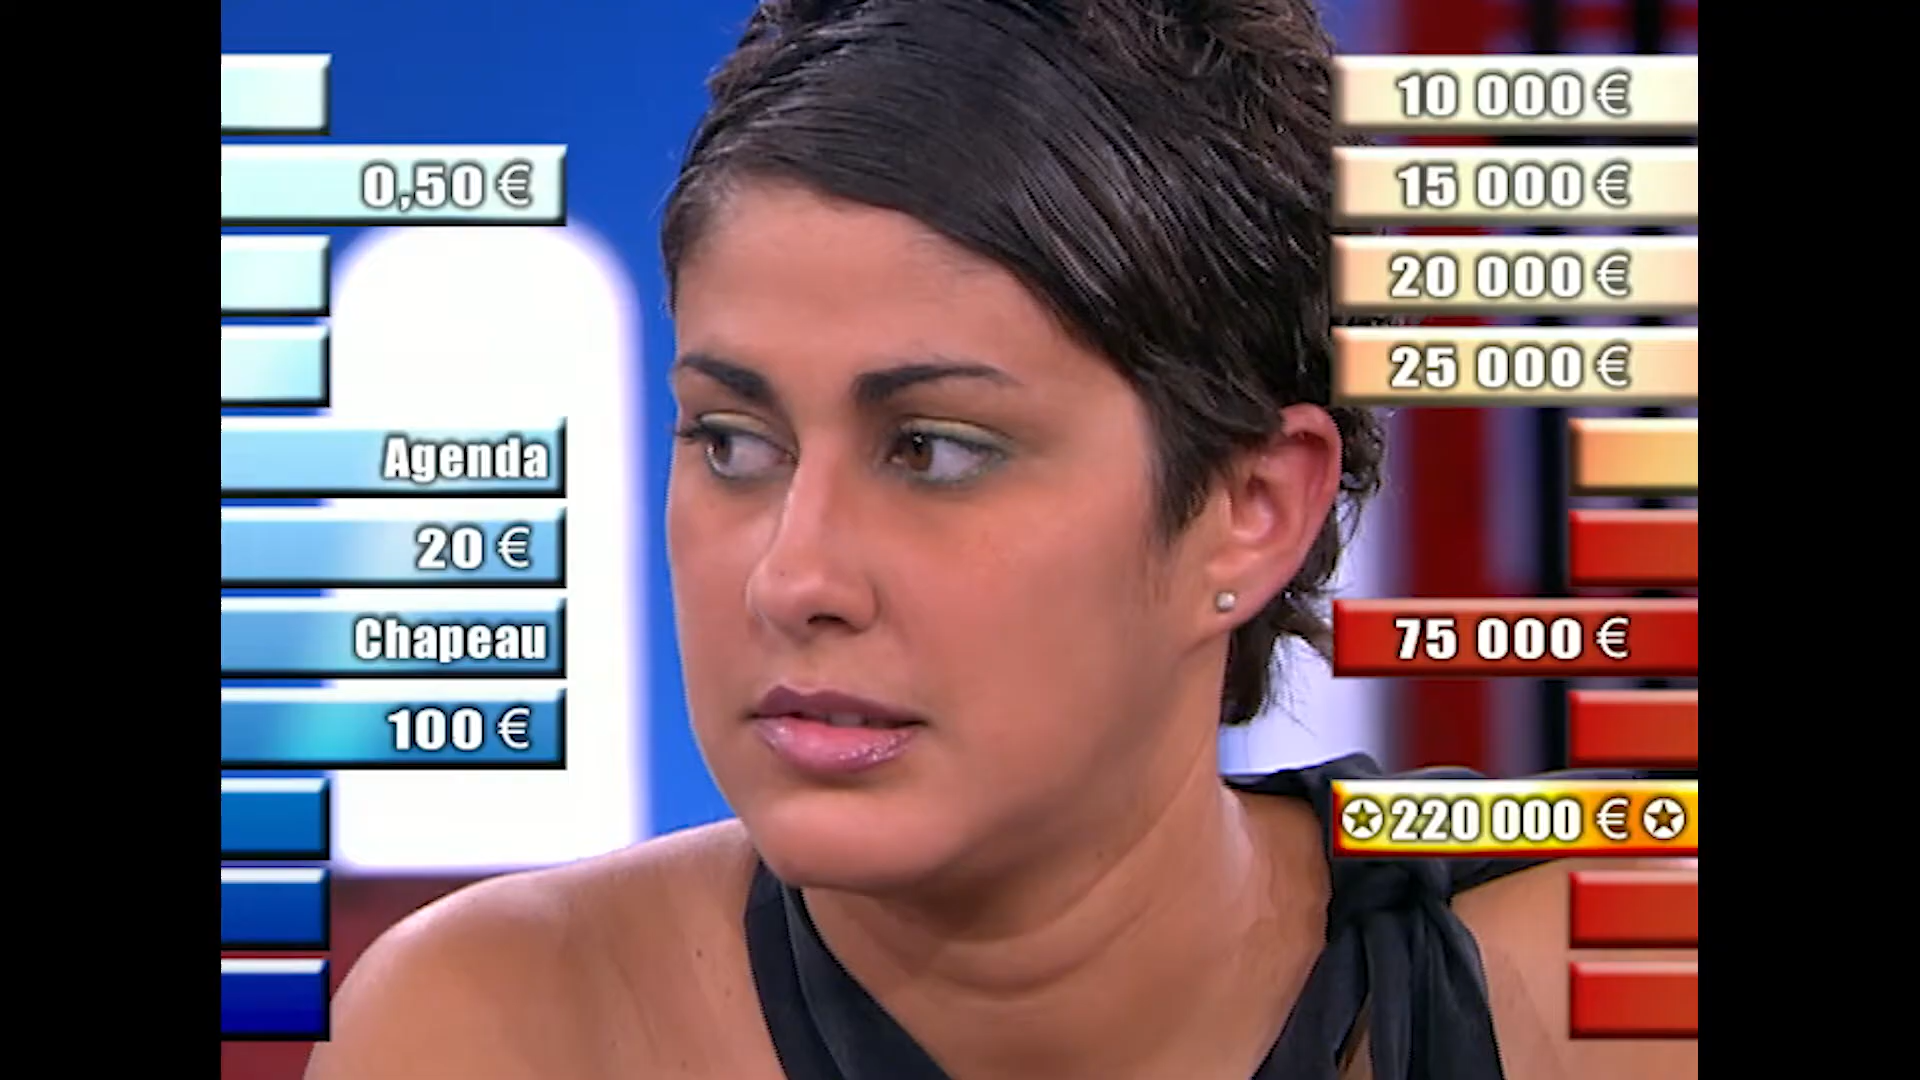 0,50 €
Agenda
20 €
Chapeau
100 €
10 000 €
15 000 €
20 000 €
25 000 €
75 000 €
220 000 €